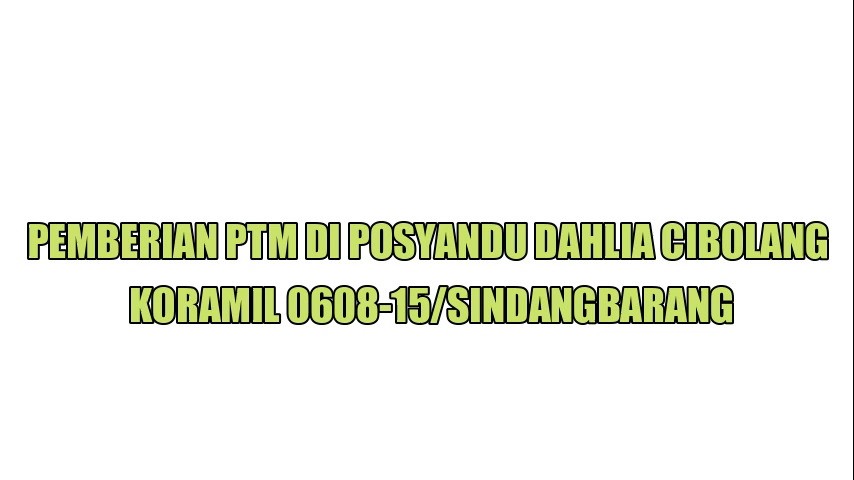 PEMBERIAN PTM DI POSYANDU DAHLIA CIBOLANG
KORAMIL 0608-15/SINDANGBARANG